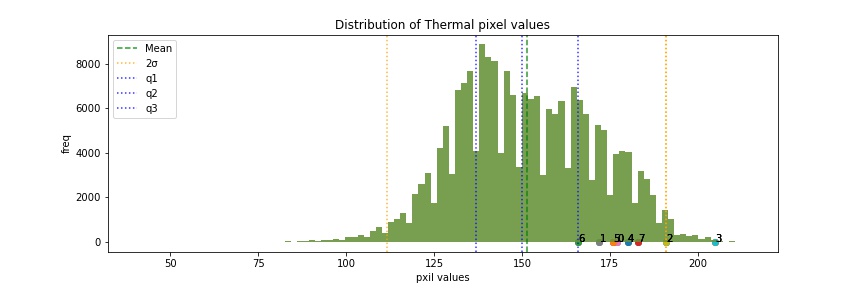 Distribution of Thermal pixel values
Mean
2σ
q1
q2
q3
freq
8000
6000
4000
2000
0
6 1 5 0 4 7 2 3
50 75 100 125 150 175 200
pxil values